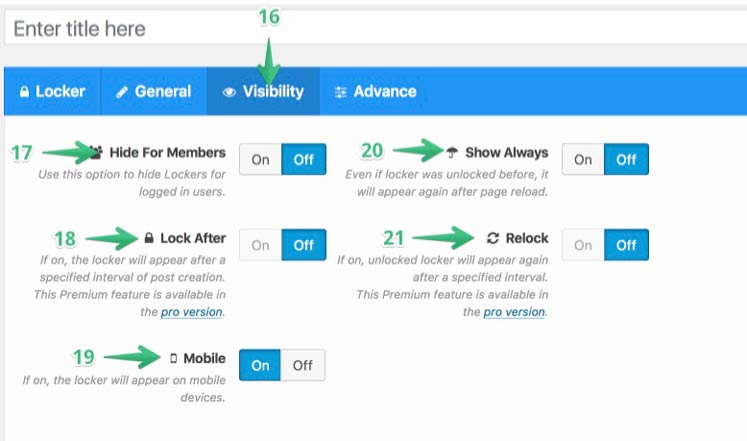 16
Enter title here
Locker
General
Visibility
Advance
17
Hide For Members
On
Off
Use this option to hide Lockers for
logged in users.
20
Show Always
On
Off
Even if locker was unlocked before, it
will appear again after page reload.
18
Lock After
On
Off
If on, the locker will appear after a
specified interval of post creation.
This Premium feature is available in
the pro version.
21
Relock
On
Off
If on, unlocked locker will appear again
after a specified interval.
This Premium feature is available in
the pro version.
19
Mobile
On
Off
If on, the locker will appear on mobile
devices.